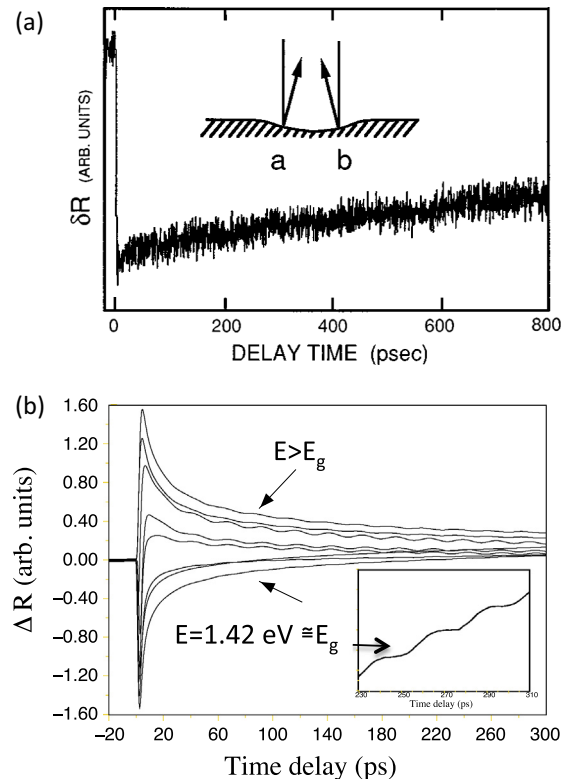 (a)
δR (ARB. UNITS)
a b
0 200 400 600 800
DELAY TIME (psec)
(b)
ΔR (arb. units)
1.60
1.20
0.80
0.40
0.00
−0.40
−0.80
−1.20
−1.60
E>Eg
E=1.42 eV ≅Eg
230 250 270 290 310
Time delay (ps)
−20 20 60 100 140 180 220 260 300
Time delay (ps)